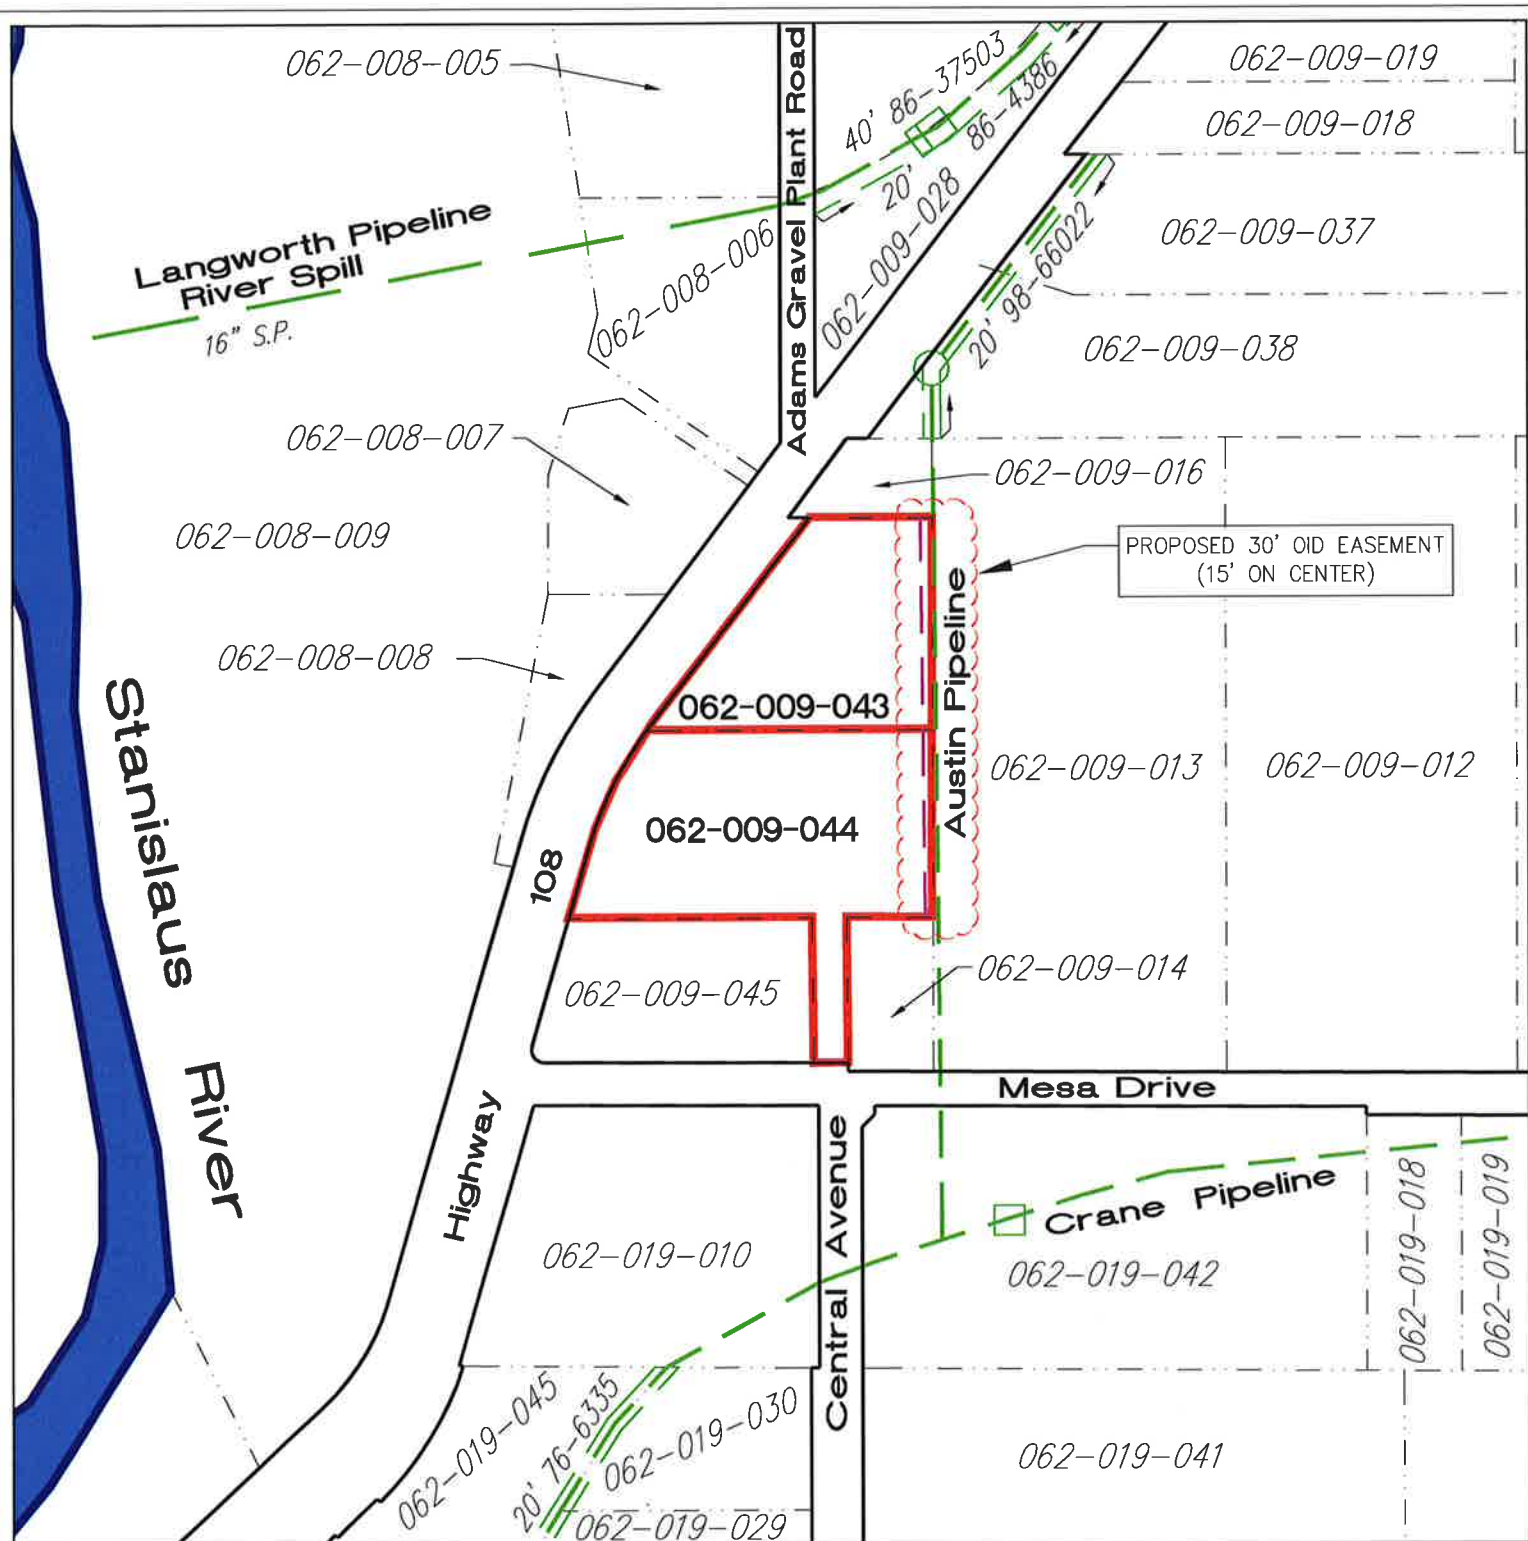 062-008-005
Adams Gravel Plant Road
40' 86-37503
20' 86-4386
062-009-019
062-009-018
062-009-037
Langworth Pipeline
River Spill
16" S.P.
062-008-006
062-009-028
20' 98-66022
062-009-038
062-008-007
062-009-016
062-008-009
PROPOSED 30' OID EASEMENT
(15' ON CENTER)
062-008-008
062-009-043
Austin Pipeline
062-009-013
062-009-012
062-009-044
Stanislaus River
Highway 108
062-009-045
062-009-014
Mesa Drive
Central Avenue
Crane Pipeline
062-019-010
062-019-042
062-019-018
062-019-019
062-019-045
20' 76-6335
062-019-030
062-019-041
062-019-029